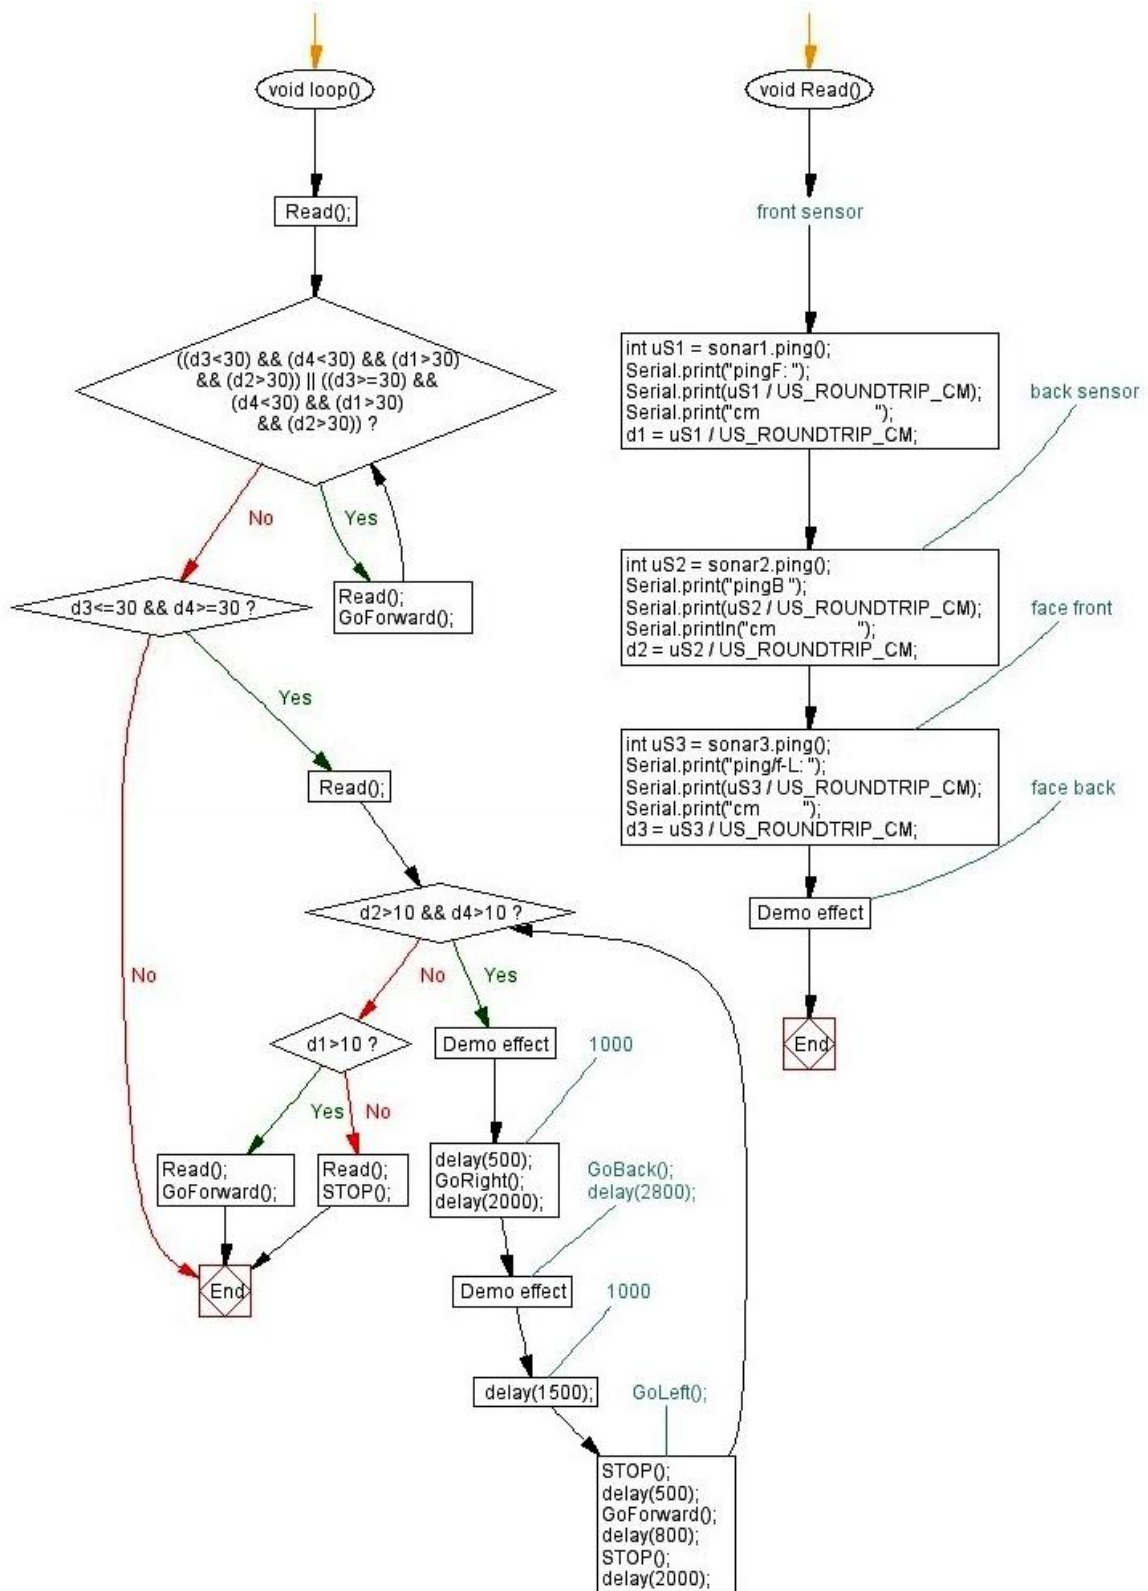 void loop()
Read();
((d3<30) && (d4<30) && (d1>30)
&& (d2>30)) || ((d3>=30) &&
(d4<30) && (d1>30)
&& (d2>30)) ?
No
Yes
Read();
GoForward();
d3<=30 && d4>=30 ?
Yes
Read();
No
d2>10 && d4>10 ?
No
Yes
d1>10 ?
Demo effect
1000
Yes
No
Read();
GoForward();
Read();
STOP();
delay(500);
GoRight();
delay(2000);
GoBack();
delay(2800);
End
Demo effect
1000
delay(1500);
GoLeft();
STOP();
delay(500);
GoForward();
delay(800);
STOP();
delay(2000);
void Read()
front sensor
int uS1 = sonar1.ping();
Serial.print("pingF: ");
Serial.print(uS1 / US_ROUNDTRIP_CM);
Serial.print("cm                    ");
d1 = uS1 / US_ROUNDTRIP_CM;
back sensor
int uS2 = sonar2.ping();
Serial.print("pingB ");
Serial.print(uS2 / US_ROUNDTRIP_CM);
Serial.println("cm              ");
d2 = uS2 / US_ROUNDTRIP_CM;
face front
int uS3 = sonar3.ping();
Serial.print("ping/f-L: ");
Serial.print(uS3 / US_ROUNDTRIP_CM);
Serial.print("cm       ");
d3 = uS3 / US_ROUNDTRIP_CM;
face back
Demo effect
End